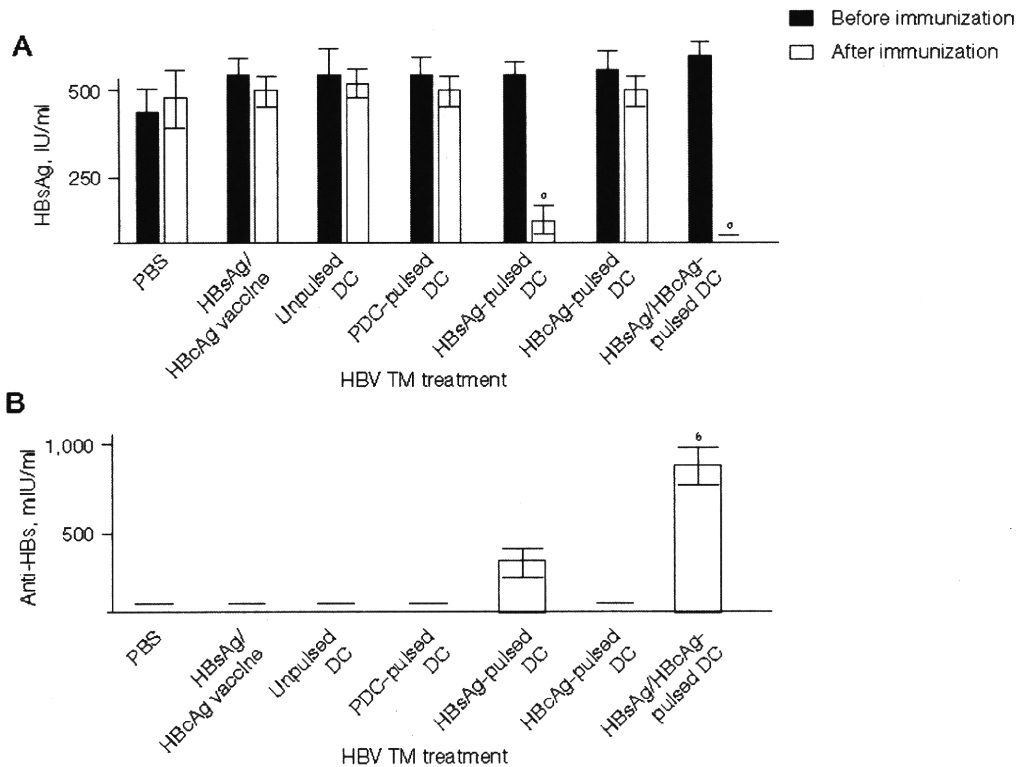 Before immunization
After immunization
A
HBsAg, IU/ml
500
250
PBS
HBsAg/
HBcAg vaccine
Unpulsed
DC
PDC-pulsed
DC
HBsAg-pulsed
DC
HBcAg-pulsed
DC
HBsAg/HBcAg-
pulsed DC
HBV TM treatment
B
Anti-HBs, mIU/ml
1,000
500
PBS
HBsAg/
HBcAg vaccine
Unpulsed
DC
PDC-pulsed
DC
HBsAg-pulsed
DC
HBcAg-pulsed
DC
HBsAg/HBcAg-
pulsed DC
HBV TM treatment